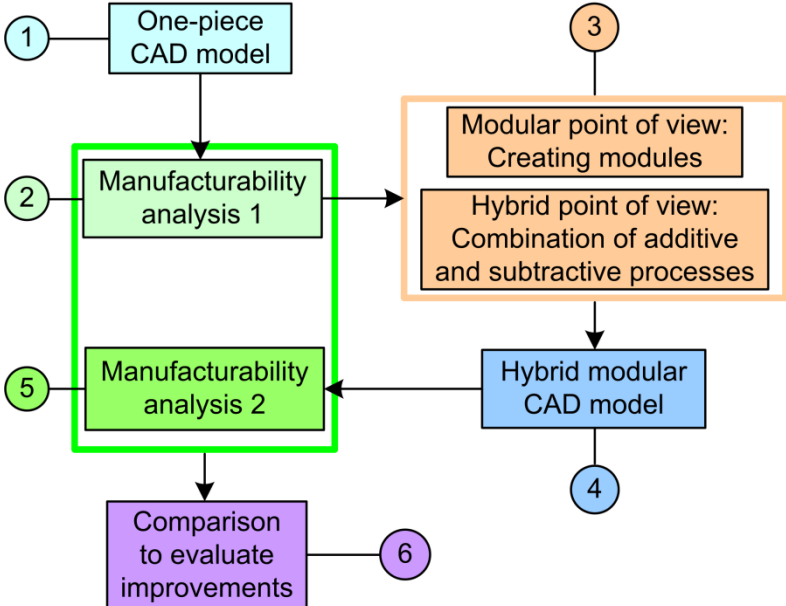 1
One-piece
CAD model
3
Modular point of view:
Creating modules
2
Manufacturability
analysis 1
Hybrid point of view:
Combination of additive
and subtractive processes
5
Manufacturability
analysis 2
Hybrid modular
CAD model
4
Comparison
to evaluate
improvements
6